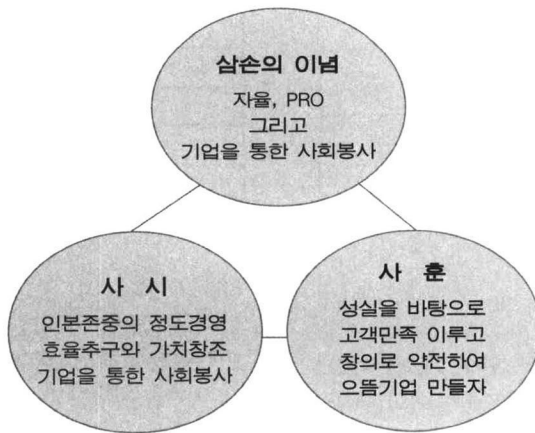 삼손의 이념
자율, PRO
그리고
기업을 통한 사회봉사
사 시
인본존중의 정도경영
효율추구와 가치창조
기업을 통한 사회봉사
사 훈
성실을 바탕으로
고객만족 이루고
창의로 약전하여
으뜸기업 만들자